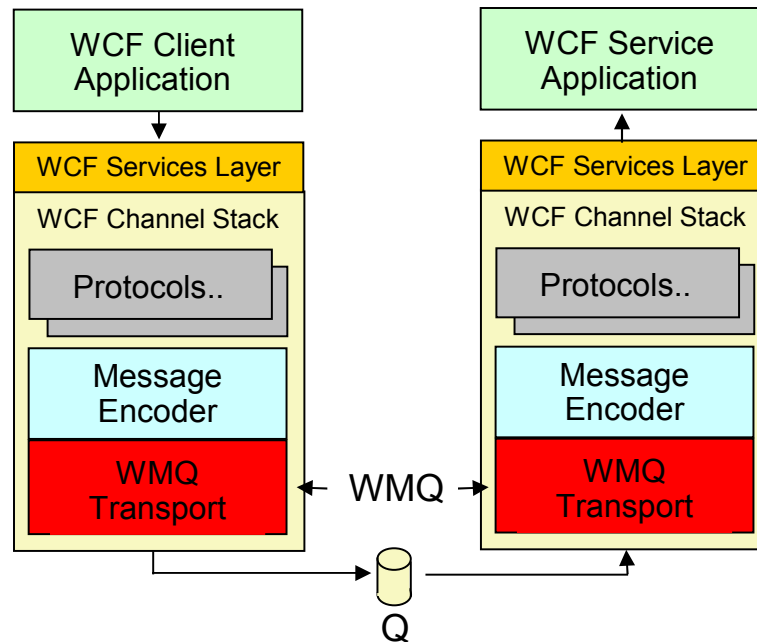 WCF Client
Application
WCF Services Layer
WCF Channel Stack
Protocols..
Message
Encoder
WMQ
Transport
WMQ
Q
WCF Service
Application
WCF Services Layer
WCF Channel Stack
Protocols..
Message
Encoder
WMQ
Transport